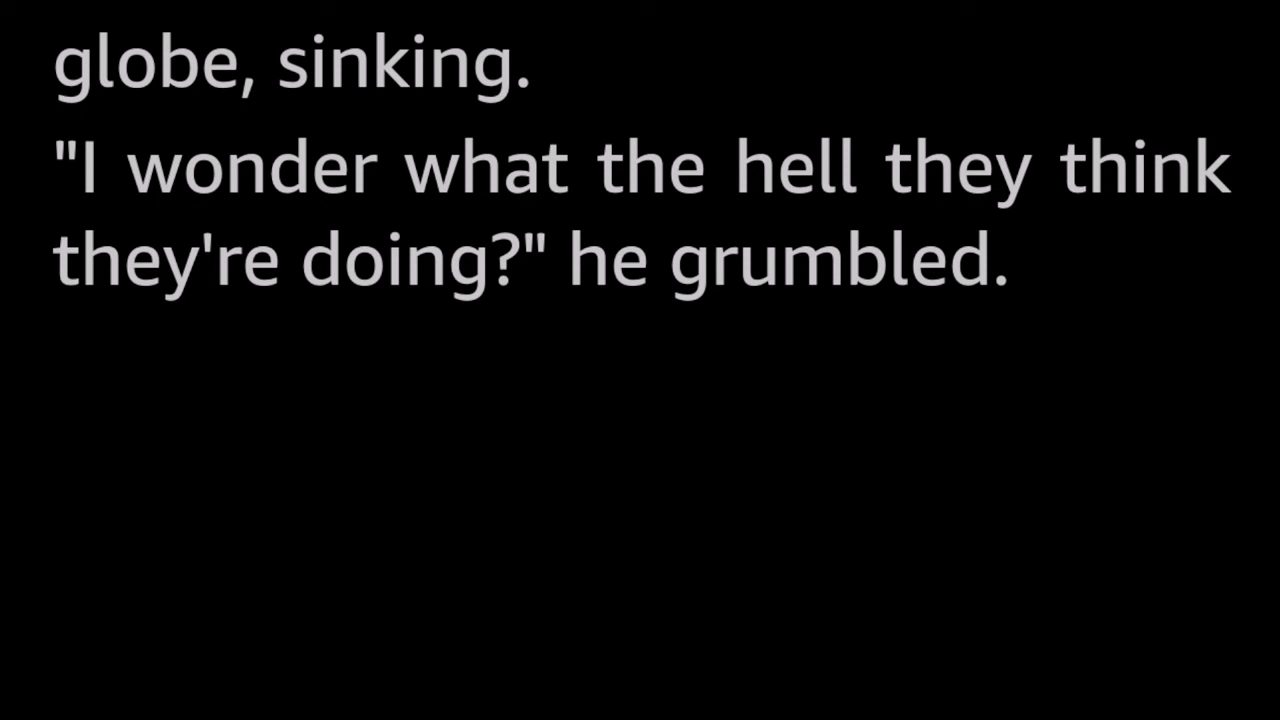 globe, sinking.
"I wonder what the hell they think
they're doing?" he grumbled.